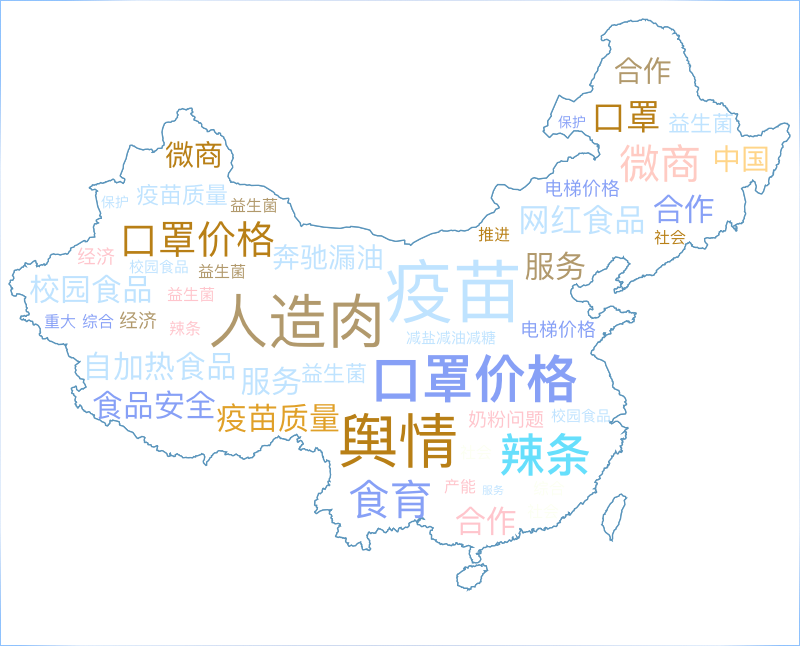 合作
口罩
保护
益生菌
微商
微商
中国
疫苗质量
电梯价格
保护
益生菌
合作
网红食品
口罩价格
推进
社会
经济
奔驰漏油
服务
校园食品
益生菌
校园食品
益生菌
疫苗
人造肉
重大
综合
经济
辣条
电梯价格
减盐减油减糖
自加热食品
服务
益生菌
口罩价格
食品安全
疫苗质量
奶粉问题
校园食品
舆情
辣条
食育
产能
服务
合作